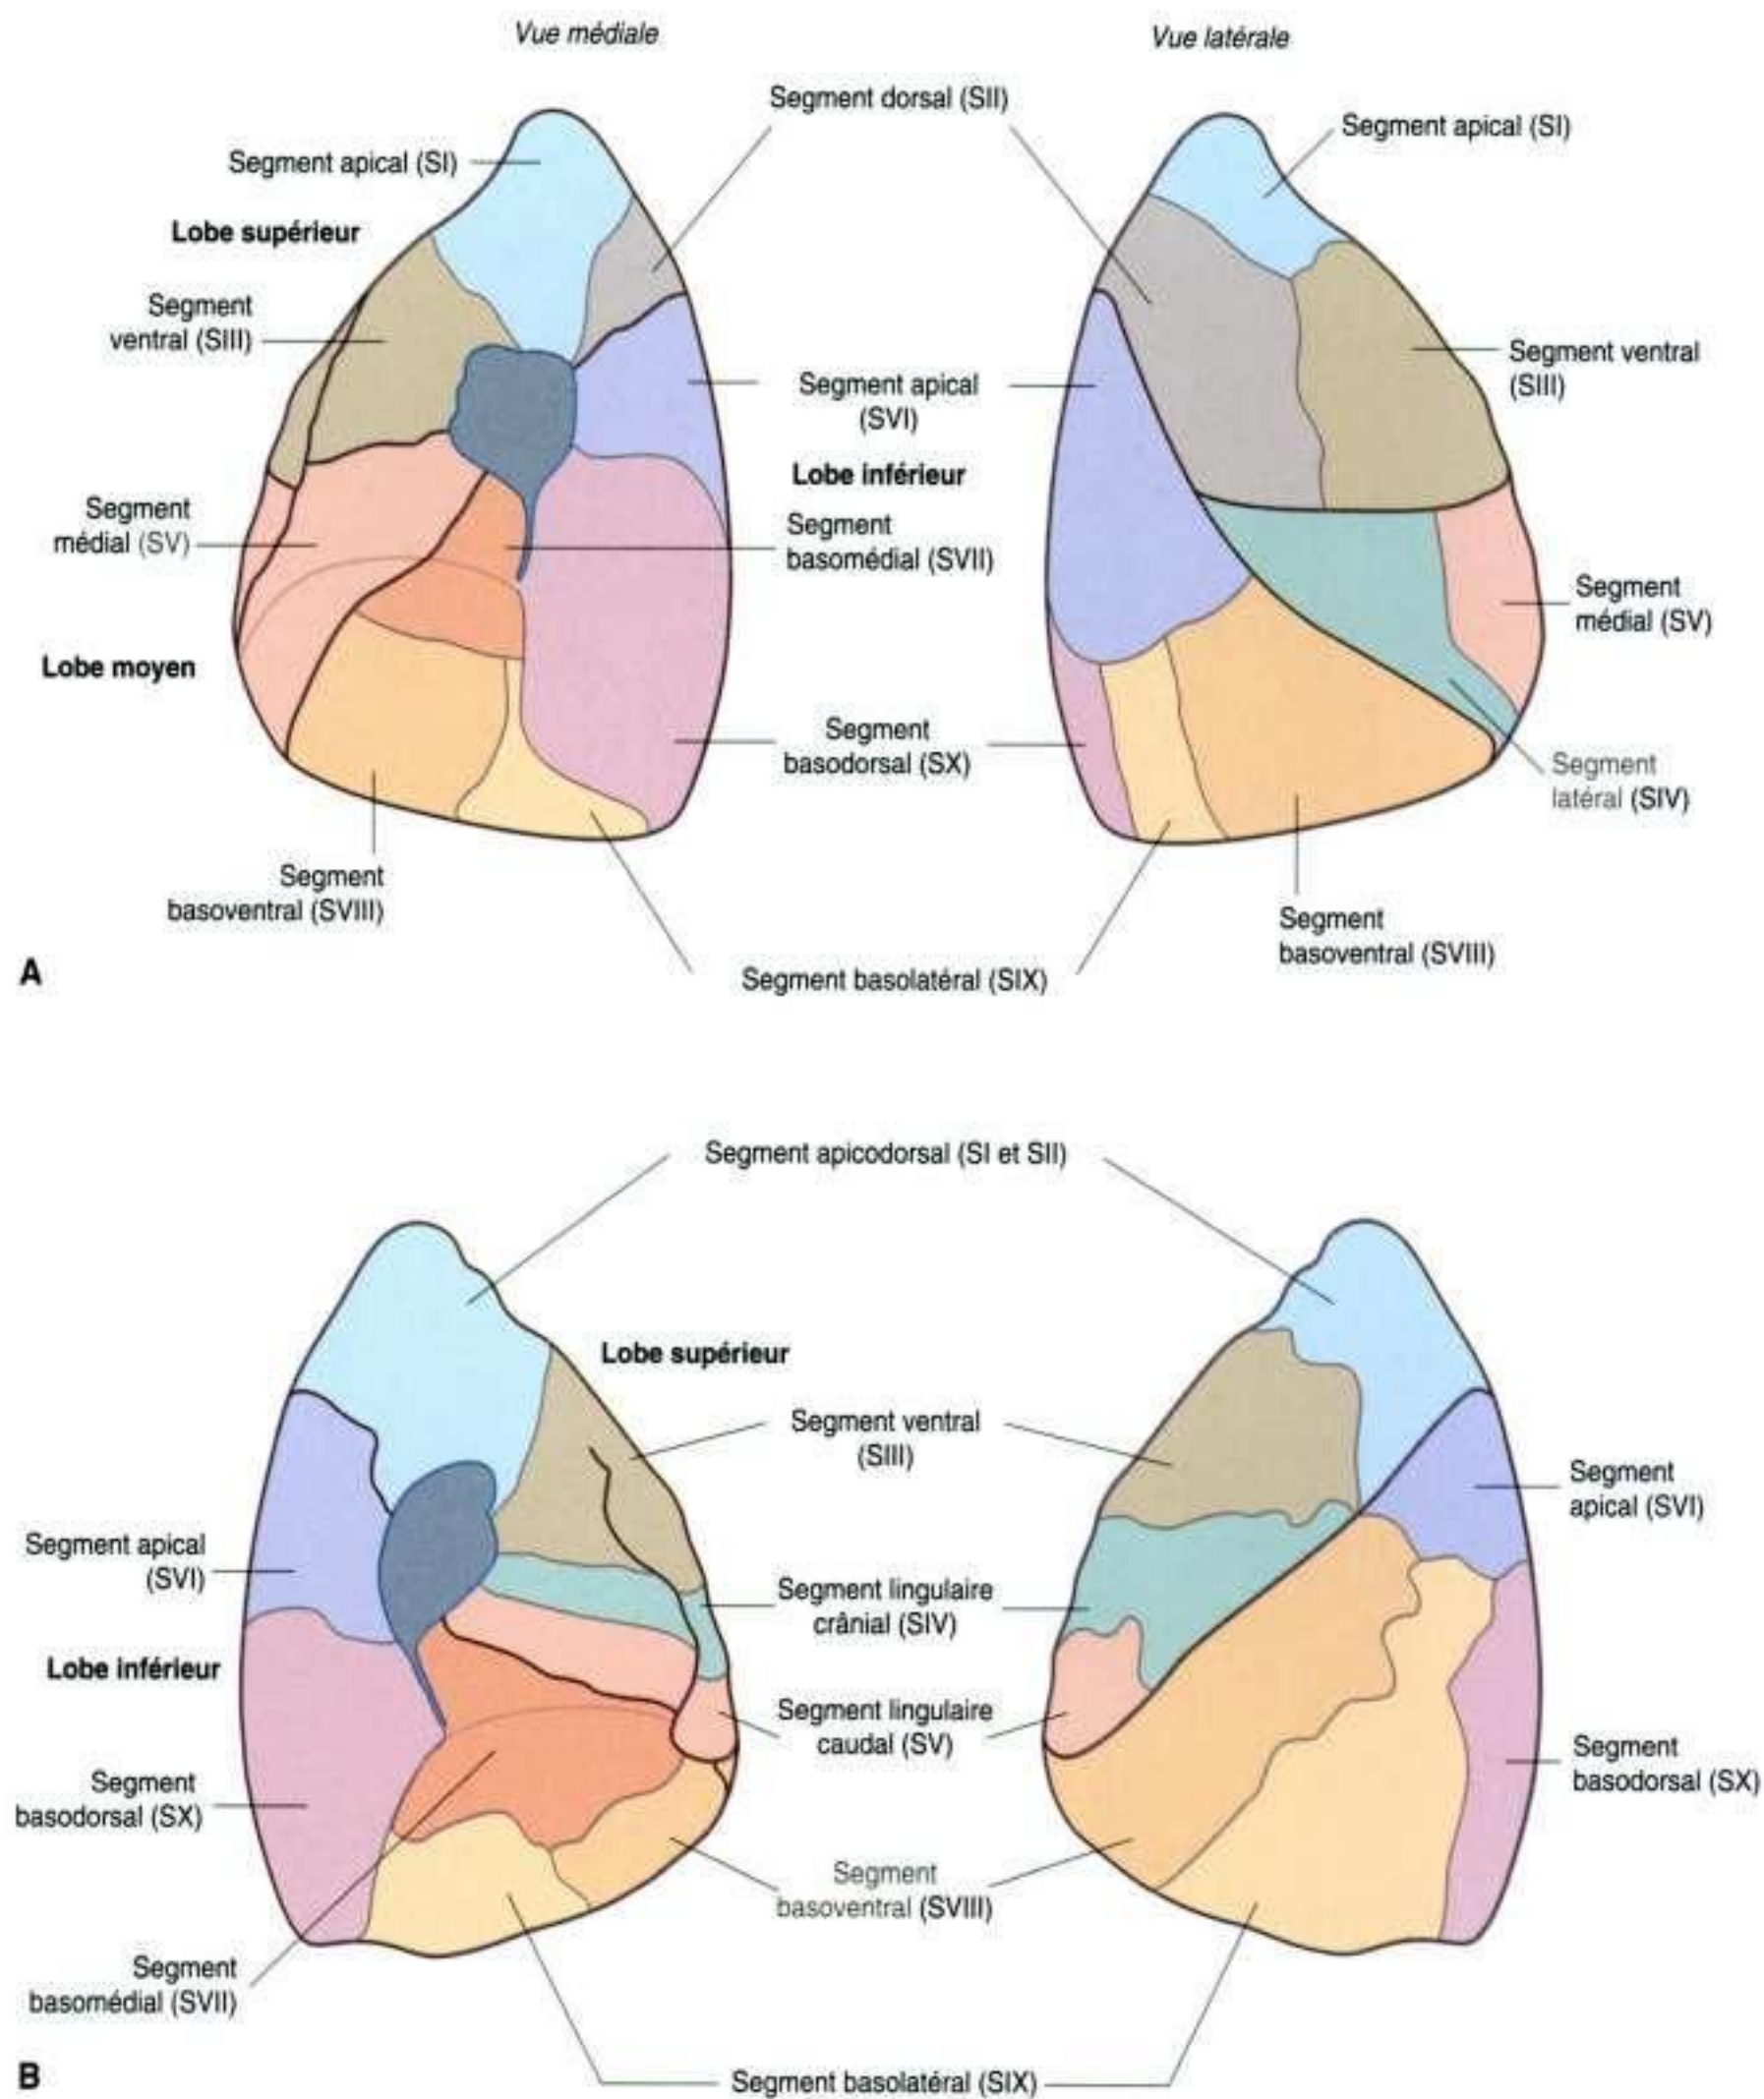 Vue médiale
Vue latérale
Segment dorsal (SII)
Segment apical (SI)
Segment apical (SI)
Lobe supérieur
Segment
ventral (SIII)
Segment ventral
(SIII)
Segment apical
(SVI)
Lobe inférieur
Segment
médial (SV)
Segment
basomédial (SVII)
Segment
médial (SV)
Lobe moyen
Segment
basodorsal (SX)
Segment
latéral (SIV)
Segment
basoventral (SVIII)
Segment
basoventral (SVIII)
A
Segment basolatéral (SIX)
Segment apicodorsal (SI et SII)
Lobe supérieur
Segment ventral
(SIII)
Segment
apical (SVI)
Segment apical
(SVI)
Segment lingulaire
crânial (SIV)
Lobe inférieur
Segment lingulaire
caudal (SV)
Segment
basodorsal (SX)
Segment
basodorsal (SX)
Segment
basoventral (SVIII)
Segment
basomédial (SVII)
B
Segment basolatéral (SIX)